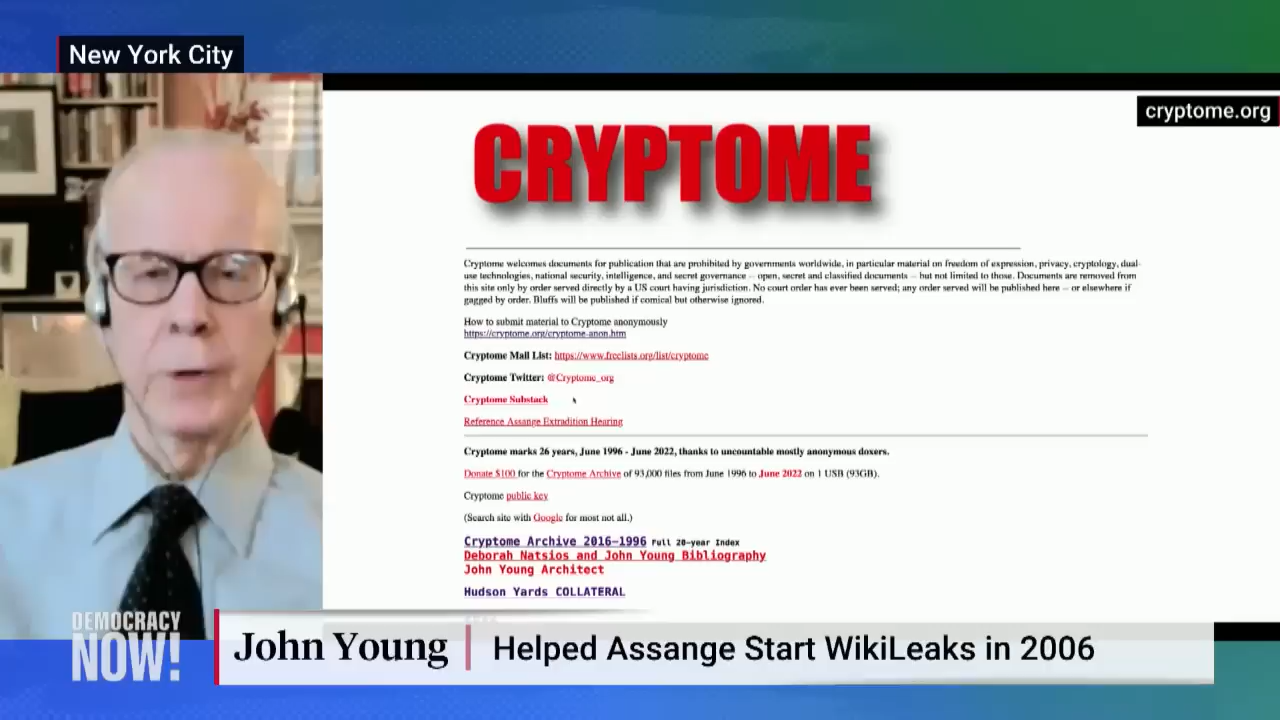 New York City
cryptome.org
CRYPTOME
Cryptome welcomes documents for publication that are prohibited by governments worldwide, in particular material on freedom of expression, privacy, cryptology, dual-
use technologies, national security, intelligence, and secret governance -- open, secret and classified documents -- but not limited to those. Documents are removed from
this site only by order served directly by a US court having jurisdiction. No court order has ever been served; any order served will be published here -- or elsewhere if
gagged by order. Bluffs will be published if comical but otherwise ignored.
How to submit material to Cryptome anonymously
https://cryptome.org/cryptome-anon.htm
Cryptome Mail List: https://www.freelists.org/list/cryptome
Cryptome Twitter: @Cryptome_org
Cryptome Substack
Reference Assange Extradition Hearing
Cryptome marks 26 years, June 1996 - June 2022, thanks to uncountable mostly anonymous doxers.
Donate $100 for the Cryptome Archive of 93,000 files from June 1996 to June 2022 on 1 USB (93GB).
Cryptome public key
(Search site with Google for most not all.)
Cryptome Archive 2016-1996 Full 20-year Index
Deborah Natsios and John Young Bibliography
John Young Architect
Hudson Yards COLLATERAL
DEMOCRACY
NOW!
John Young | Helped Assange Start WikiLeaks in 2006